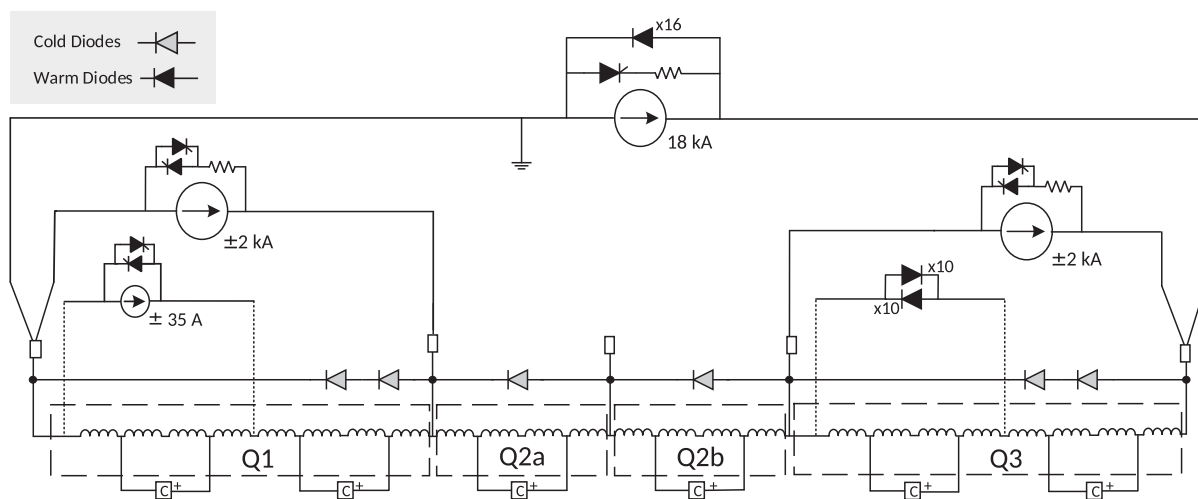 Cold Diodes
Warm Diodes
x16
18 kA
±2 kA
± 35 A
±2 kA
x10
x10
Q1
Q2a
Q2b
Q3
C +
C +
C +
C +
C +
C +